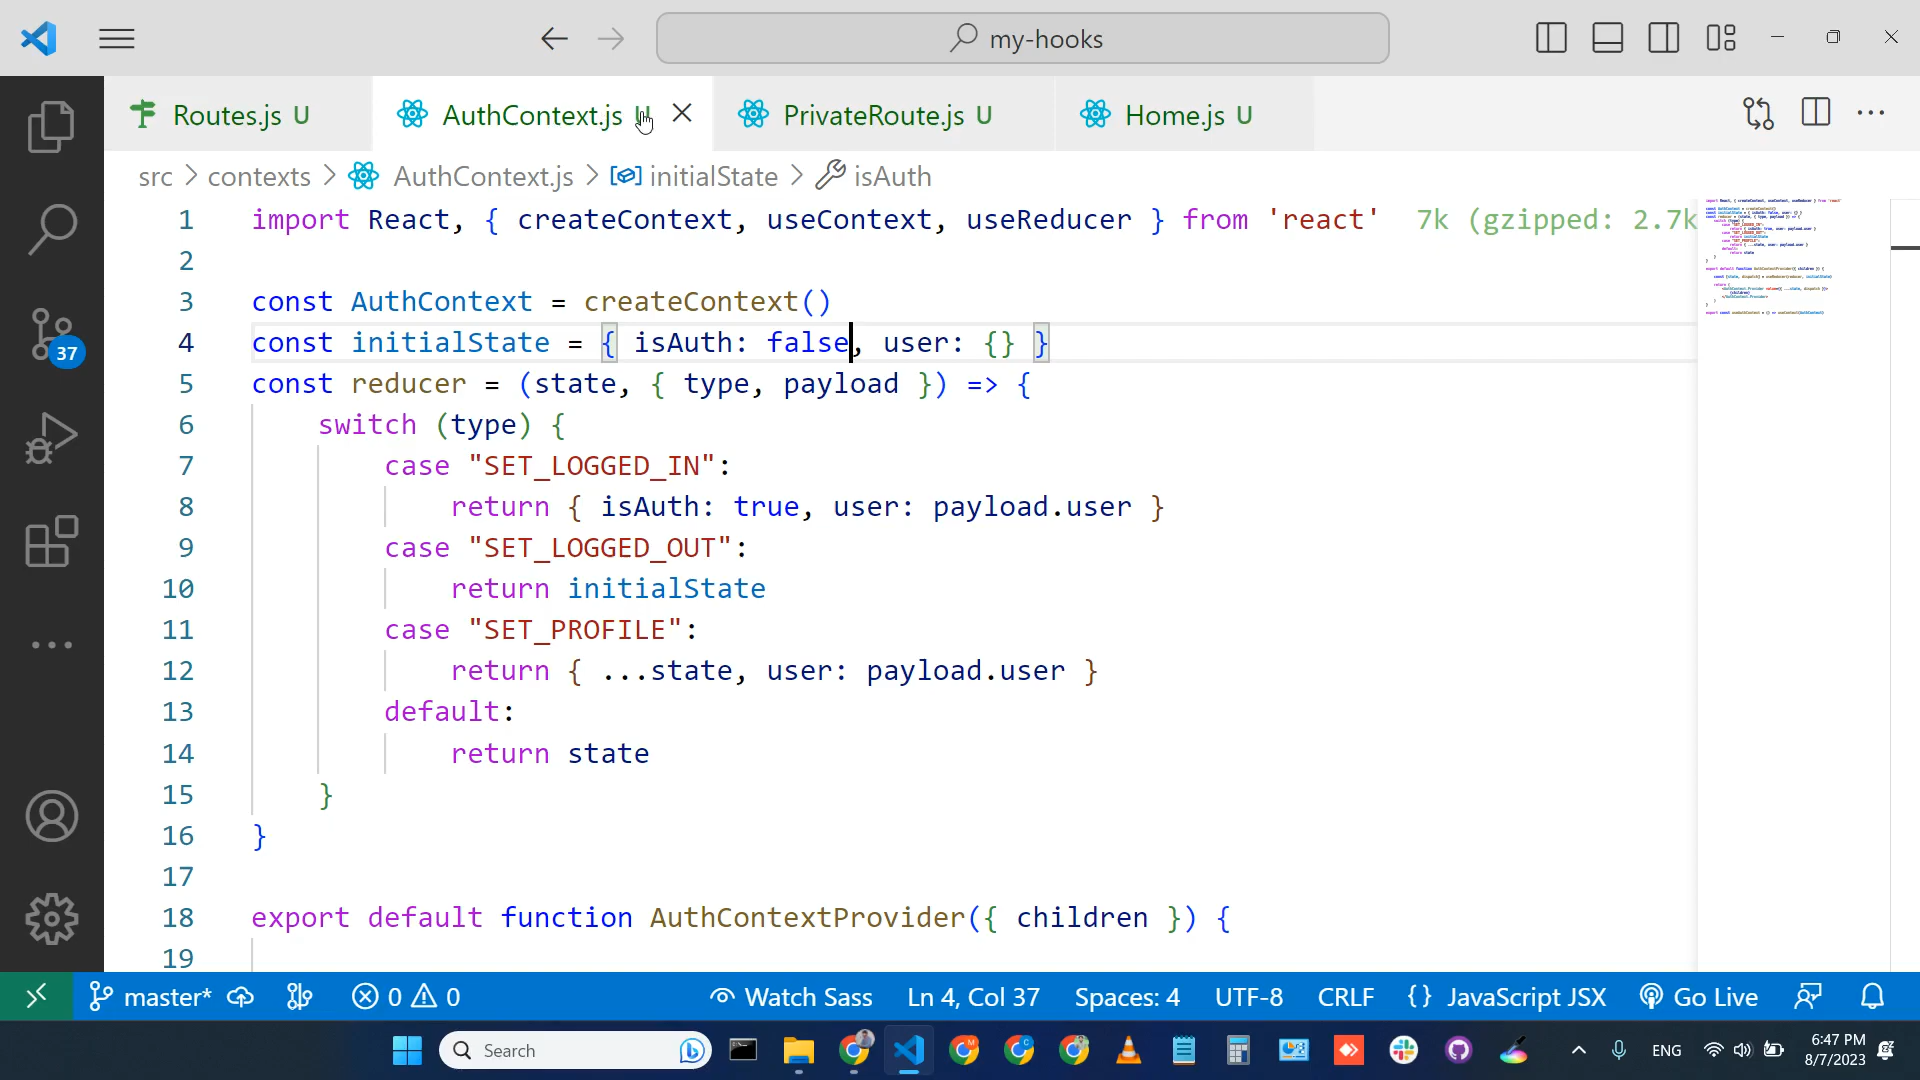 my-hooks
Routes.js U
AuthContext.js U
PrivateRoute.js U
Home.js U
src > contexts > AuthContext.js > initialState > isAuth
1 import React, { createContext, useContext, useReducer } from 'react' 7k (gzipped: 2.7k
2
3 const AuthContext = createContext()
4 const initialState = { isAuth: false, user: {} }
5 const reducer = (state, { type, payload }) => {
6 switch (type) {
7 case "SET_LOGGED_IN":
8 return { isAuth: true, user: payload.user }
9 case "SET_LOGGED_OUT":
10 return initialState
11 case "SET_PROFILE":
12 return { ...state, user: payload.user }
13 default:
14 return state
15 }
16 }
17
18 export default function AuthContextProvider({ children }) {
19
37
master* 0 0 Watch Sass Ln 4, Col 37 Spaces: 4 UTF-8 CRLF {} JavaScript JSX Go Live
Search
ENG
6:47 PM
8/7/2023